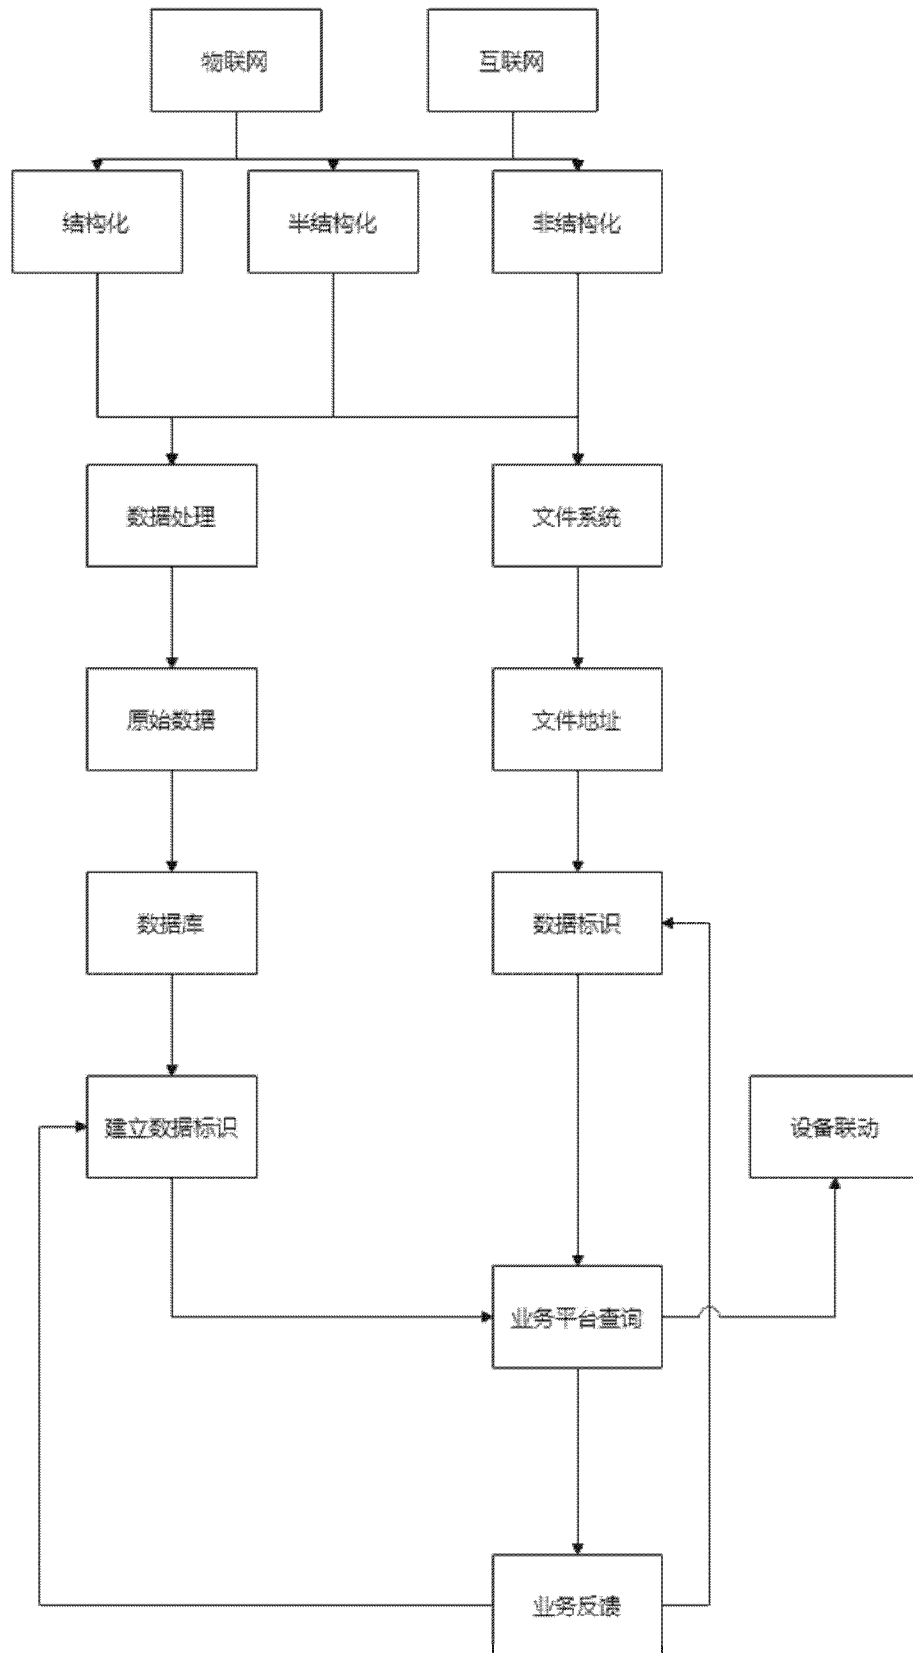 物联网
互联网
结构化
半结构化
非结构化
数据处理
文件系统
原始数据
文件地址
数据库
数据标识
建立数据标识
设备联动
业务平台查询
业务反馈